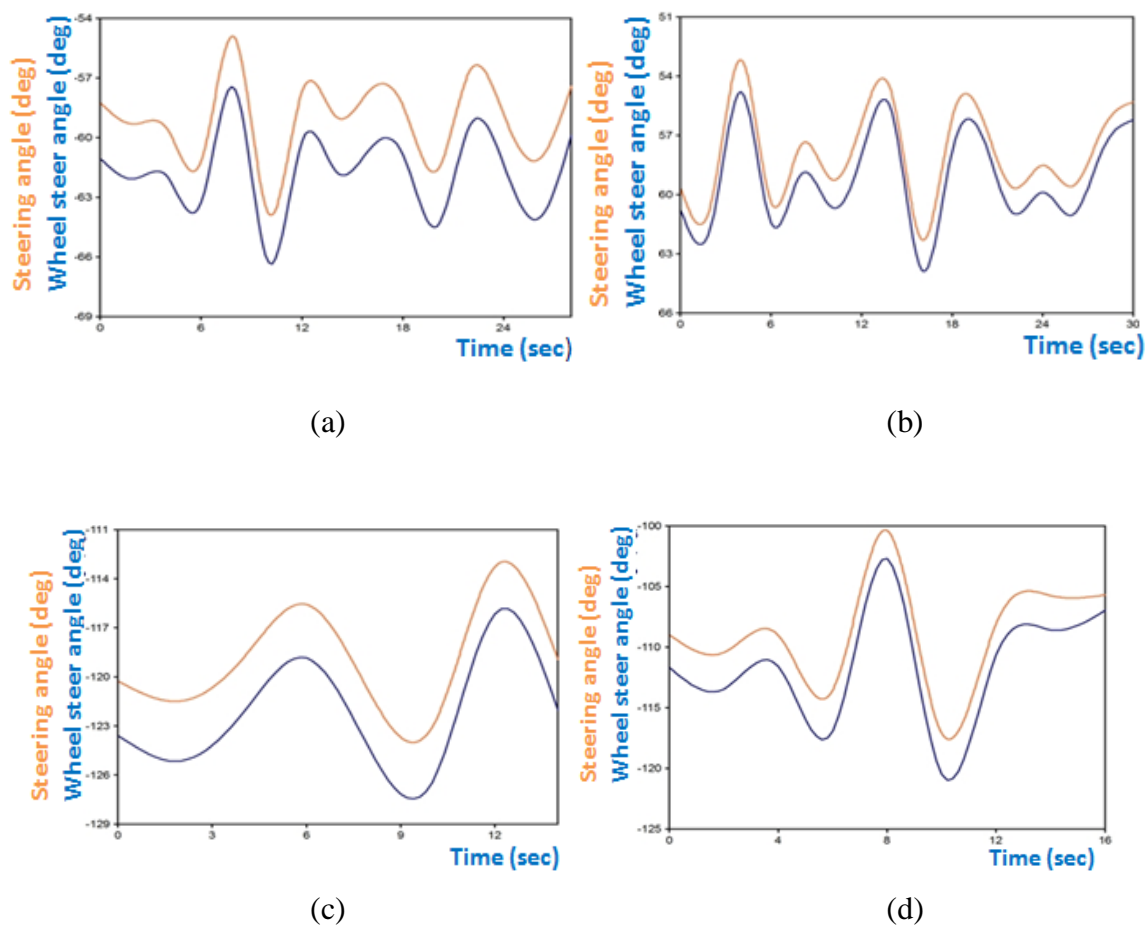 -54
-57
-60
-63
-66
-69
0
6
12
18
24
Steering angle (deg)
Wheel steer angle (deg)
Time (sec)
(a)
51
54
57
60
63
66
0
6
12
18
24
30
Steering angle (deg)
Wheel steer angle (deg)
Time (sec)
(b)
-111
-114
-117
-120
-123
-126
-129
0
3
6
9
12
Steering angle (deg)
Wheel steer angle (deg)
Time (sec)
(c)
-100
-105
-110
-115
-120
-125
0
4
8
12
16
Steering angle (deg)
Wheel steer angle (deg)
Time (sec)
(d)